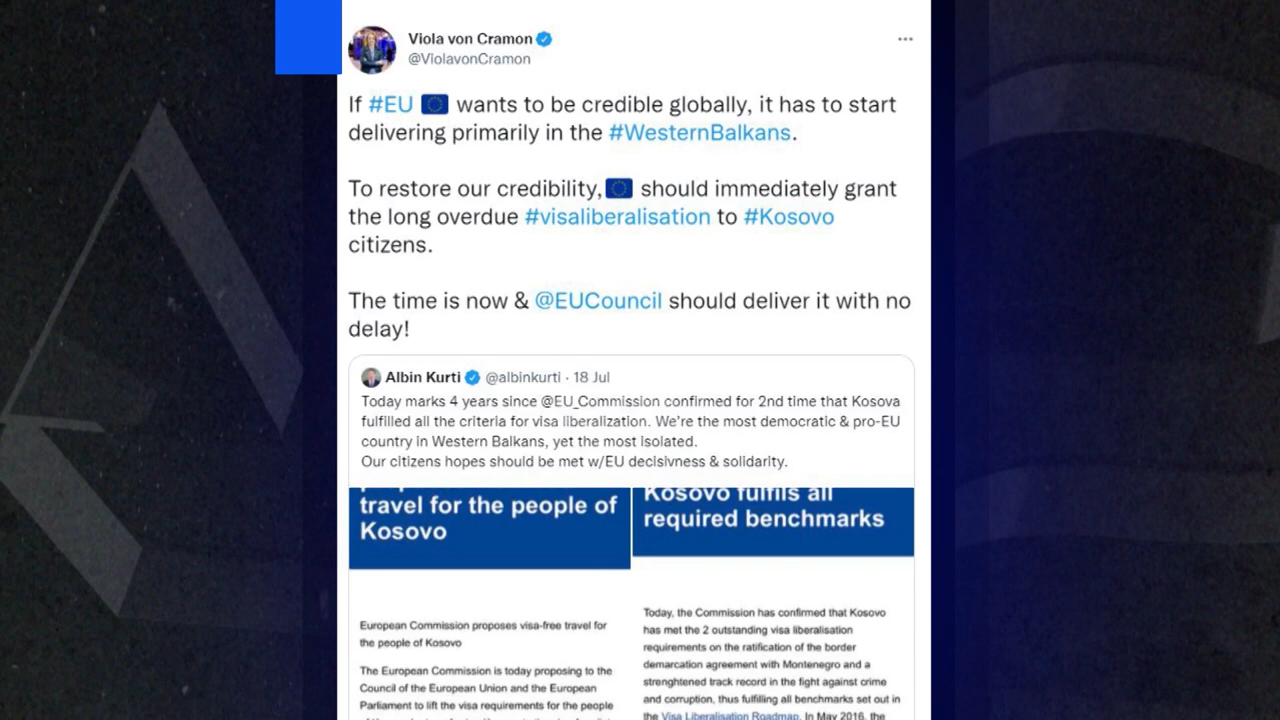 Viola von Cramon
@ViolavonCramon
If #EU wants to be credible globally, it has to start
delivering primarily in the #WesternBalkans.
To restore our credibility, should immediately grant
the long overdue #visaliberalisation to #Kosovo
citizens.
The time is now & @EUCouncil should deliver it with no
delay!
Albin Kurti @albinkurti · 18 Jul
Today marks 4 years since @EU_Commission confirmed for 2nd time that Kosova
fulfilled all the criteria for visa liberalization. We're the most democratic & pro-EU
country in Western Balkans, yet the most isolated.
Our citizens hopes should be met w/EU decisivness & solidarity.
travel for the people of
Kosovo
European Commission proposes visa-free travel for
the people of Kosovo
The European Commission is today proposing to the
Council of the European Union and the European
Parliament to lift the visa requirements for the people
Kosovo fulfils all
required benchmarks
Today, the Commission has confirmed that Kosovo
has met the 2 outstanding visa liberalisation
requirements on the ratification of the border
demarcation agreement with Montenegro and a
strenghtened track record in the fight against crime
and corruption, thus fulfilling all benchmarks set out in
the Visa Liberalisation Roadmap. In May 2016, the